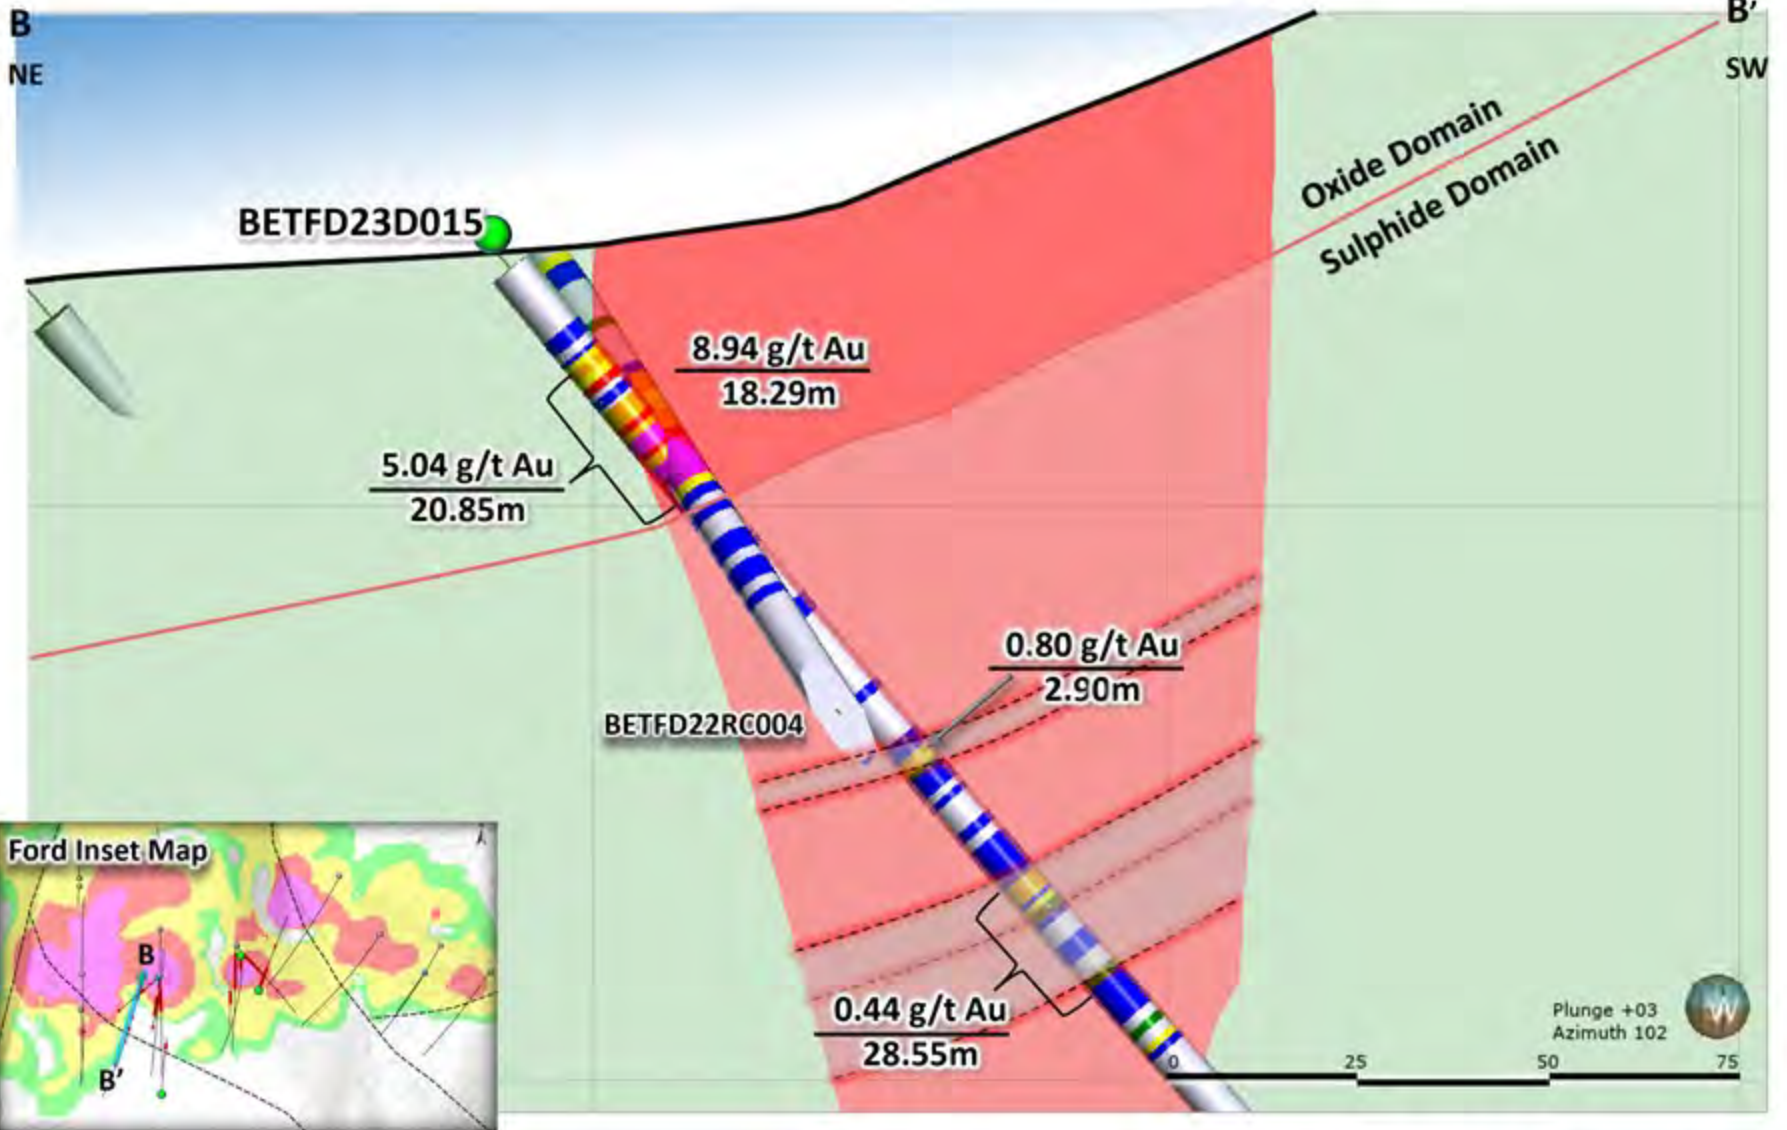 B
B’
NE
SW
Oxide Domain
Sulphide Domain
BETFD23D015
8.94 g/t Au
18.29m
5.04 g/t Au
20.85m
0.80 g/t Au
2.90m
BETFD22RC004
Ford Inset Map
B
B’
0.44 g/t Au
28.55m
Plunge +03
Azimuth 102
W
0 25 50 75